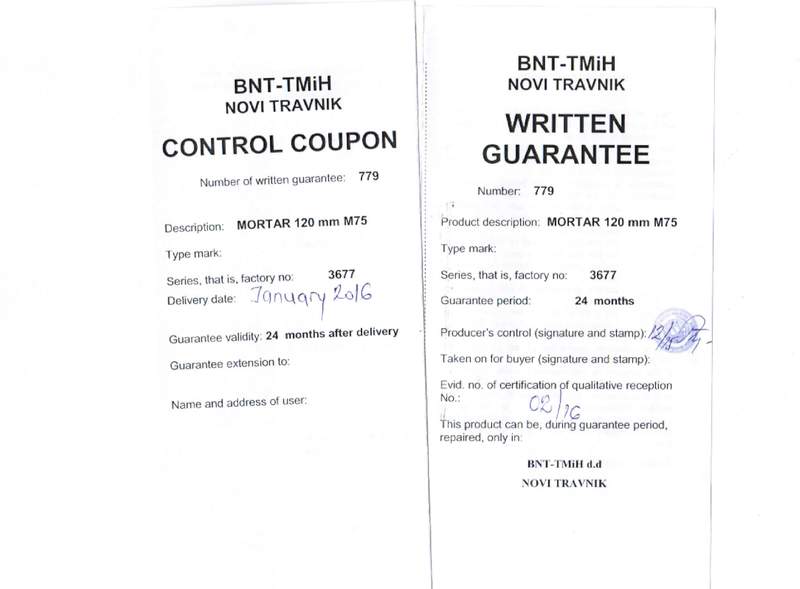 BNT-TMiH
NOVI TRAVNIK
CONTROL COUPON
Number of written guarantee: 779
Description: MORTAR 120 mm M75
Type mark:
Series, that is, factory no: 3677
Delivery date: January 2016
Guarantee validity: 24 months after delivery
Guarantee extension to:
Name and address of user:
BNT-TMiH
NOVI TRAVNIK
WRITTEN
GUARANTEE
Number: 779
Product description: MORTAR 120 mm M75
Type mark:
Series, that is, factory no: 3677
Guarantee period: 24 months
Producer's control (signature and stamp):
Taken on for buyer (signature and stamp):
Evid. no. of certification of qualitative reception
No.: 02/16
This product can be, during guarantee period,
repaired, only in:
BNT-TMiH d.d
NOVI TRAVNIK